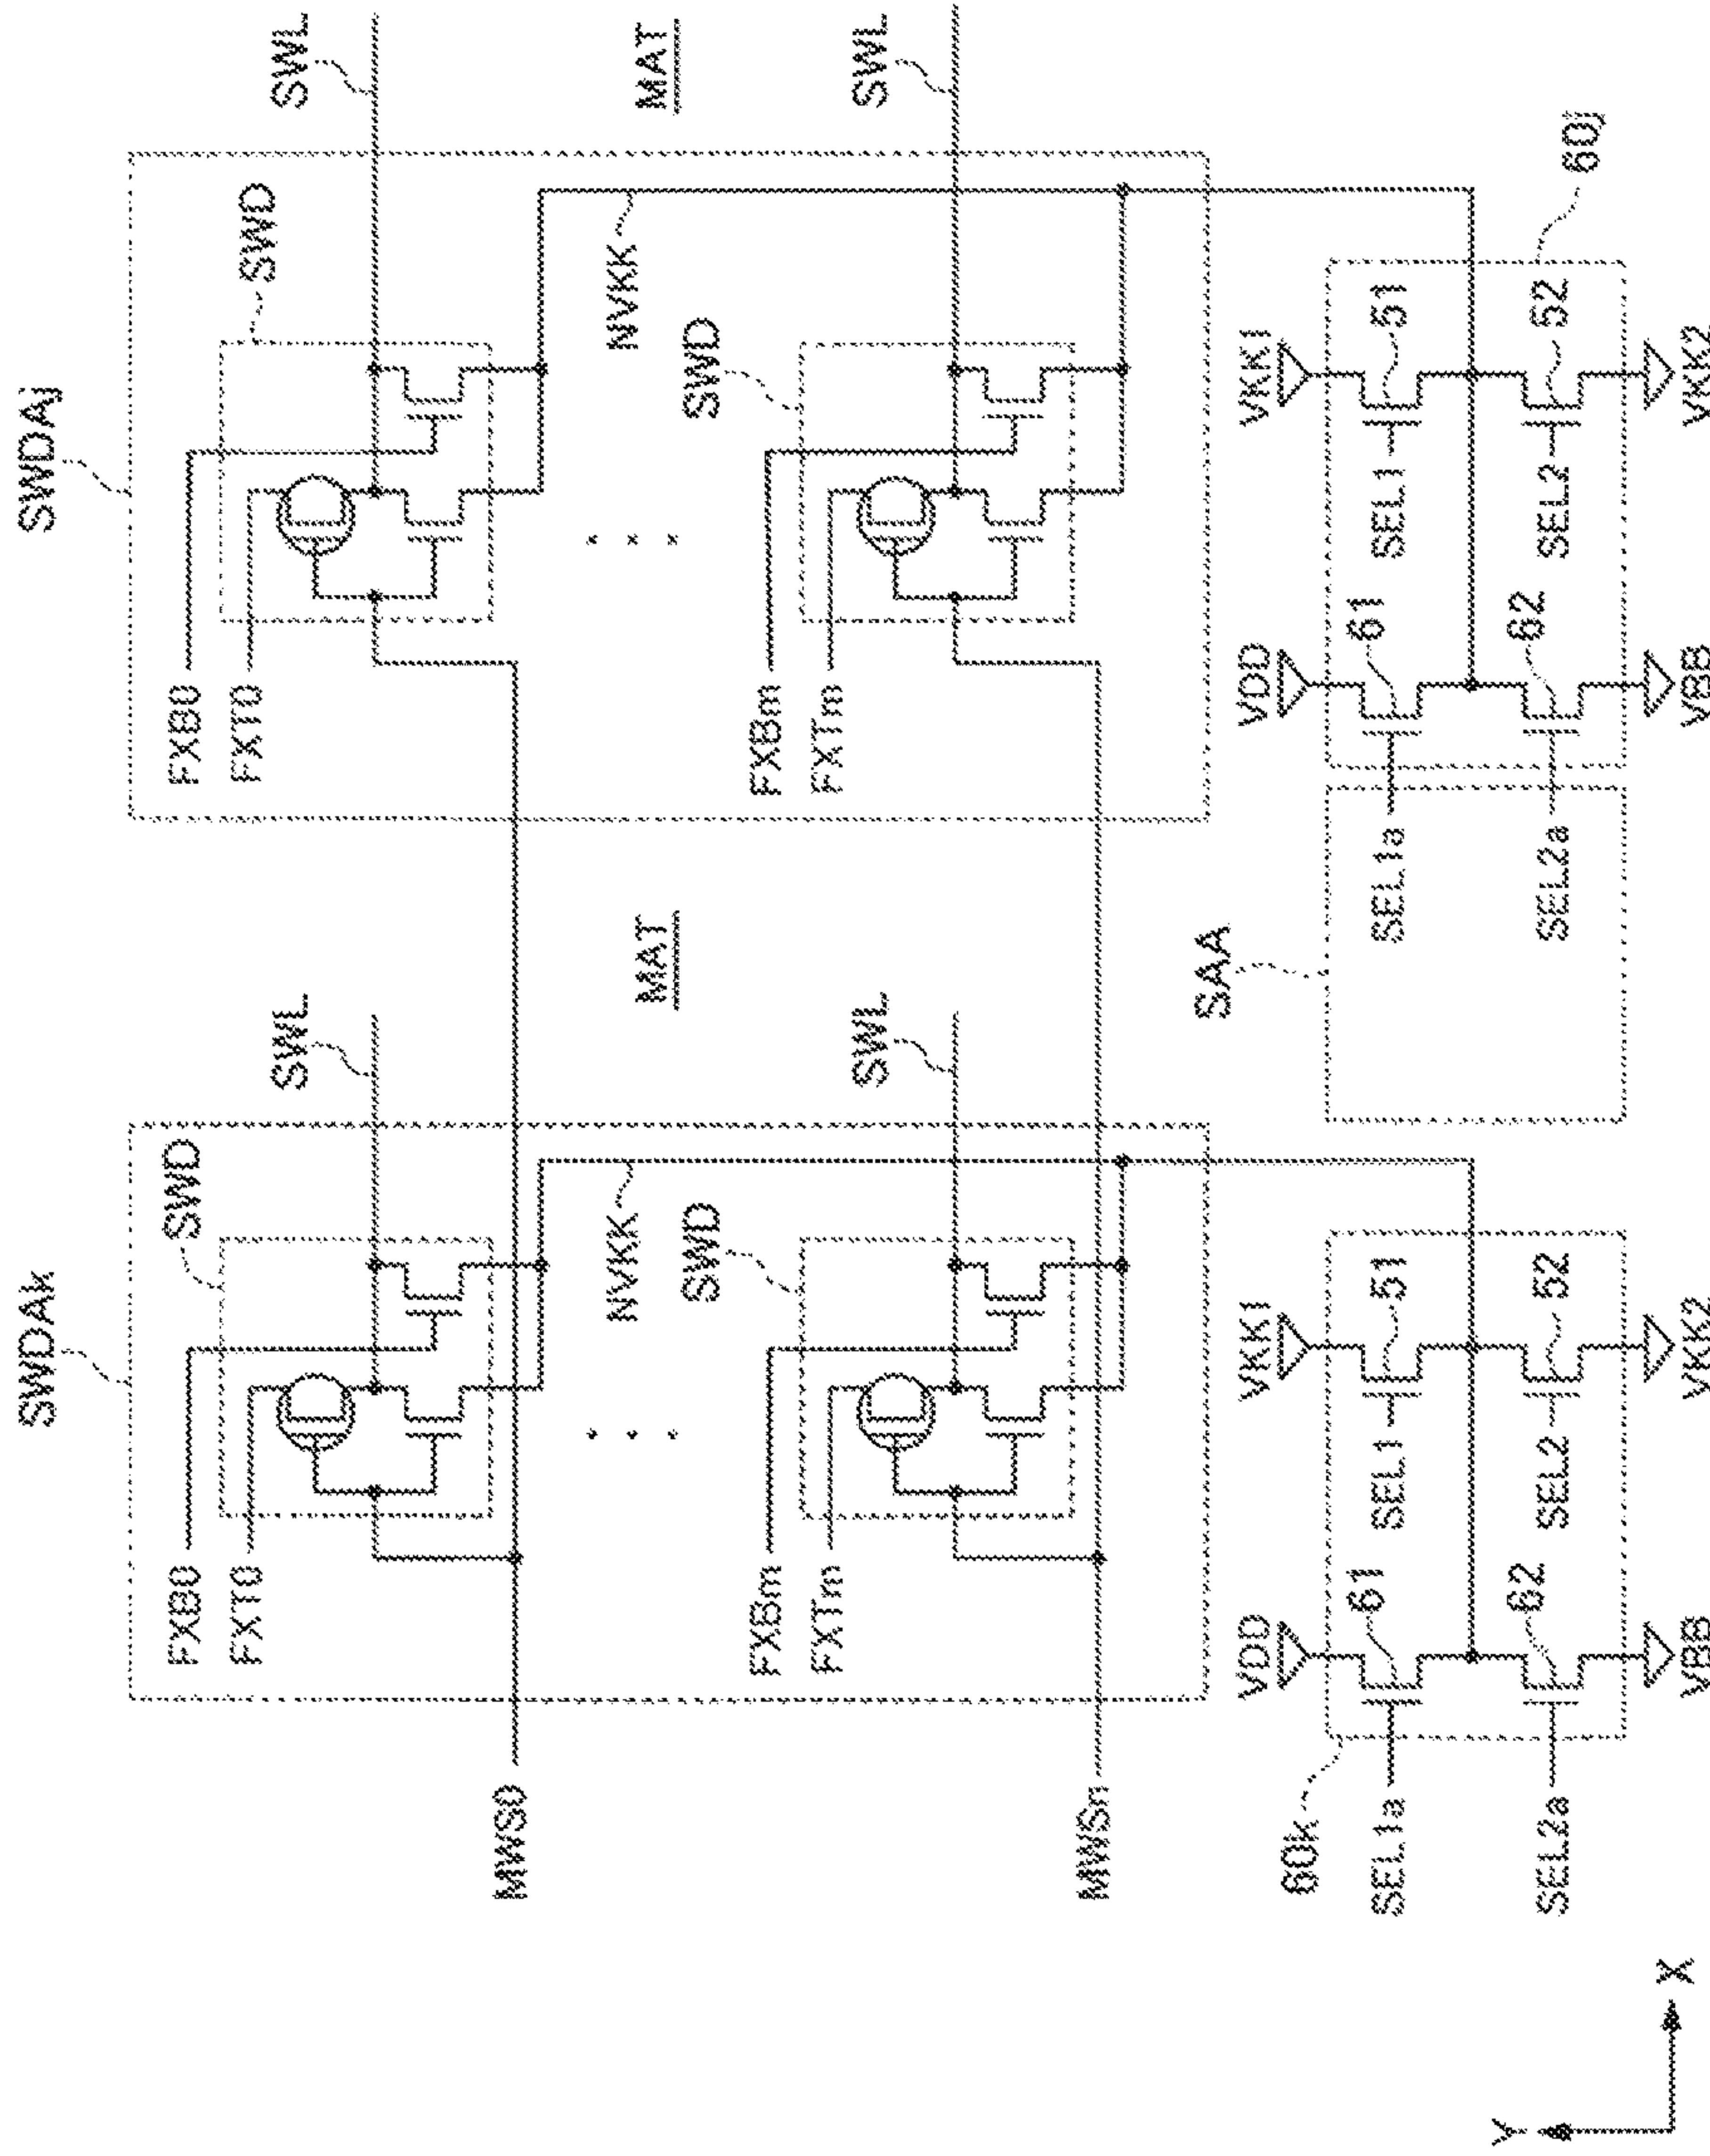 SWDAk
SWDAj
SWD
SWD
FXB0
FXT0
SWL
FXB0
FXT0
SWL
MWS0
NVKK
MAT
NVKK
MAT
SWD
SWD
FXBm
FXTm
SWL
FXBm
FXTm
SWL
MWSn
SAA
VDD
VKK1
VDD
VKK1
60k
61
51
61
51
SEL1a
SEL1
SEL1a
SEL1
62
52
62
52
60j
SEL2a
SEL2
SEL2a
SEL2
VBB
VKK2
VBB
VKK2
Y
X